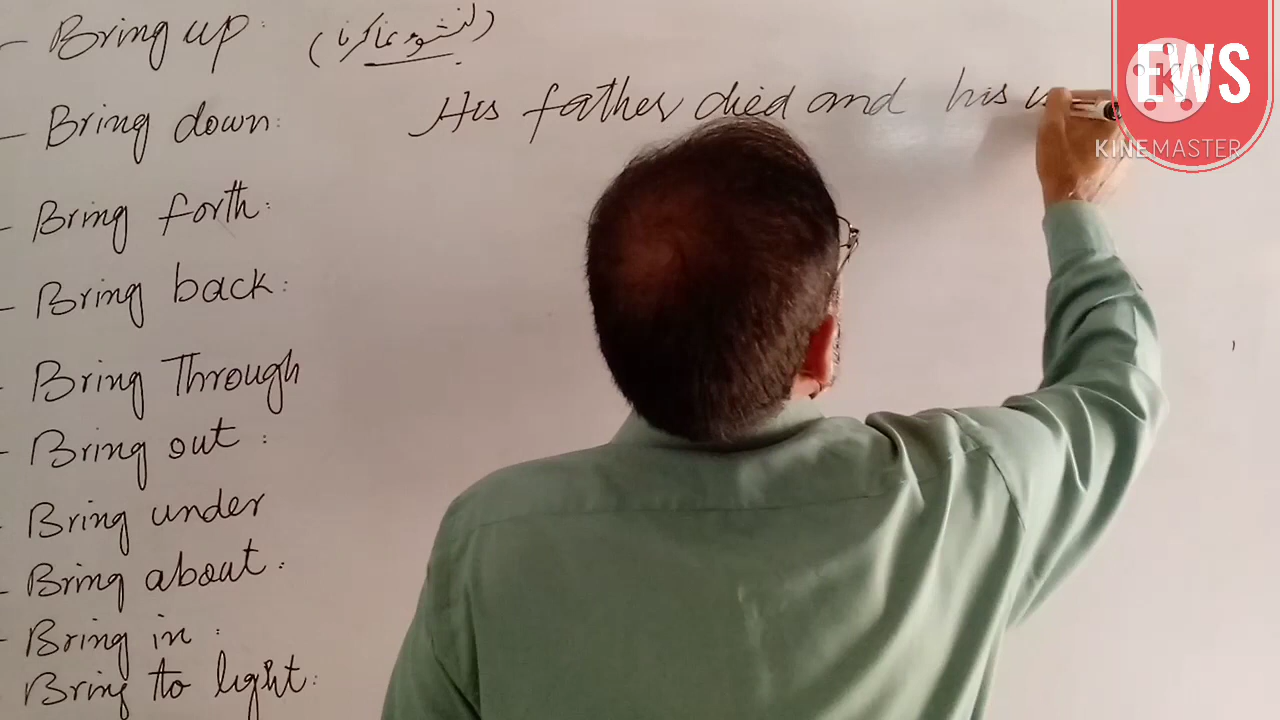 - Bring up: (نشوونما کرنا)
His father died and his
- Bring down:
- Bring forth:
- Bring back:
- Bring Through
- Bring out :
- Bring under
- Bring about :
- Bring in :
Bring to light :
EWS
KINEMASTER